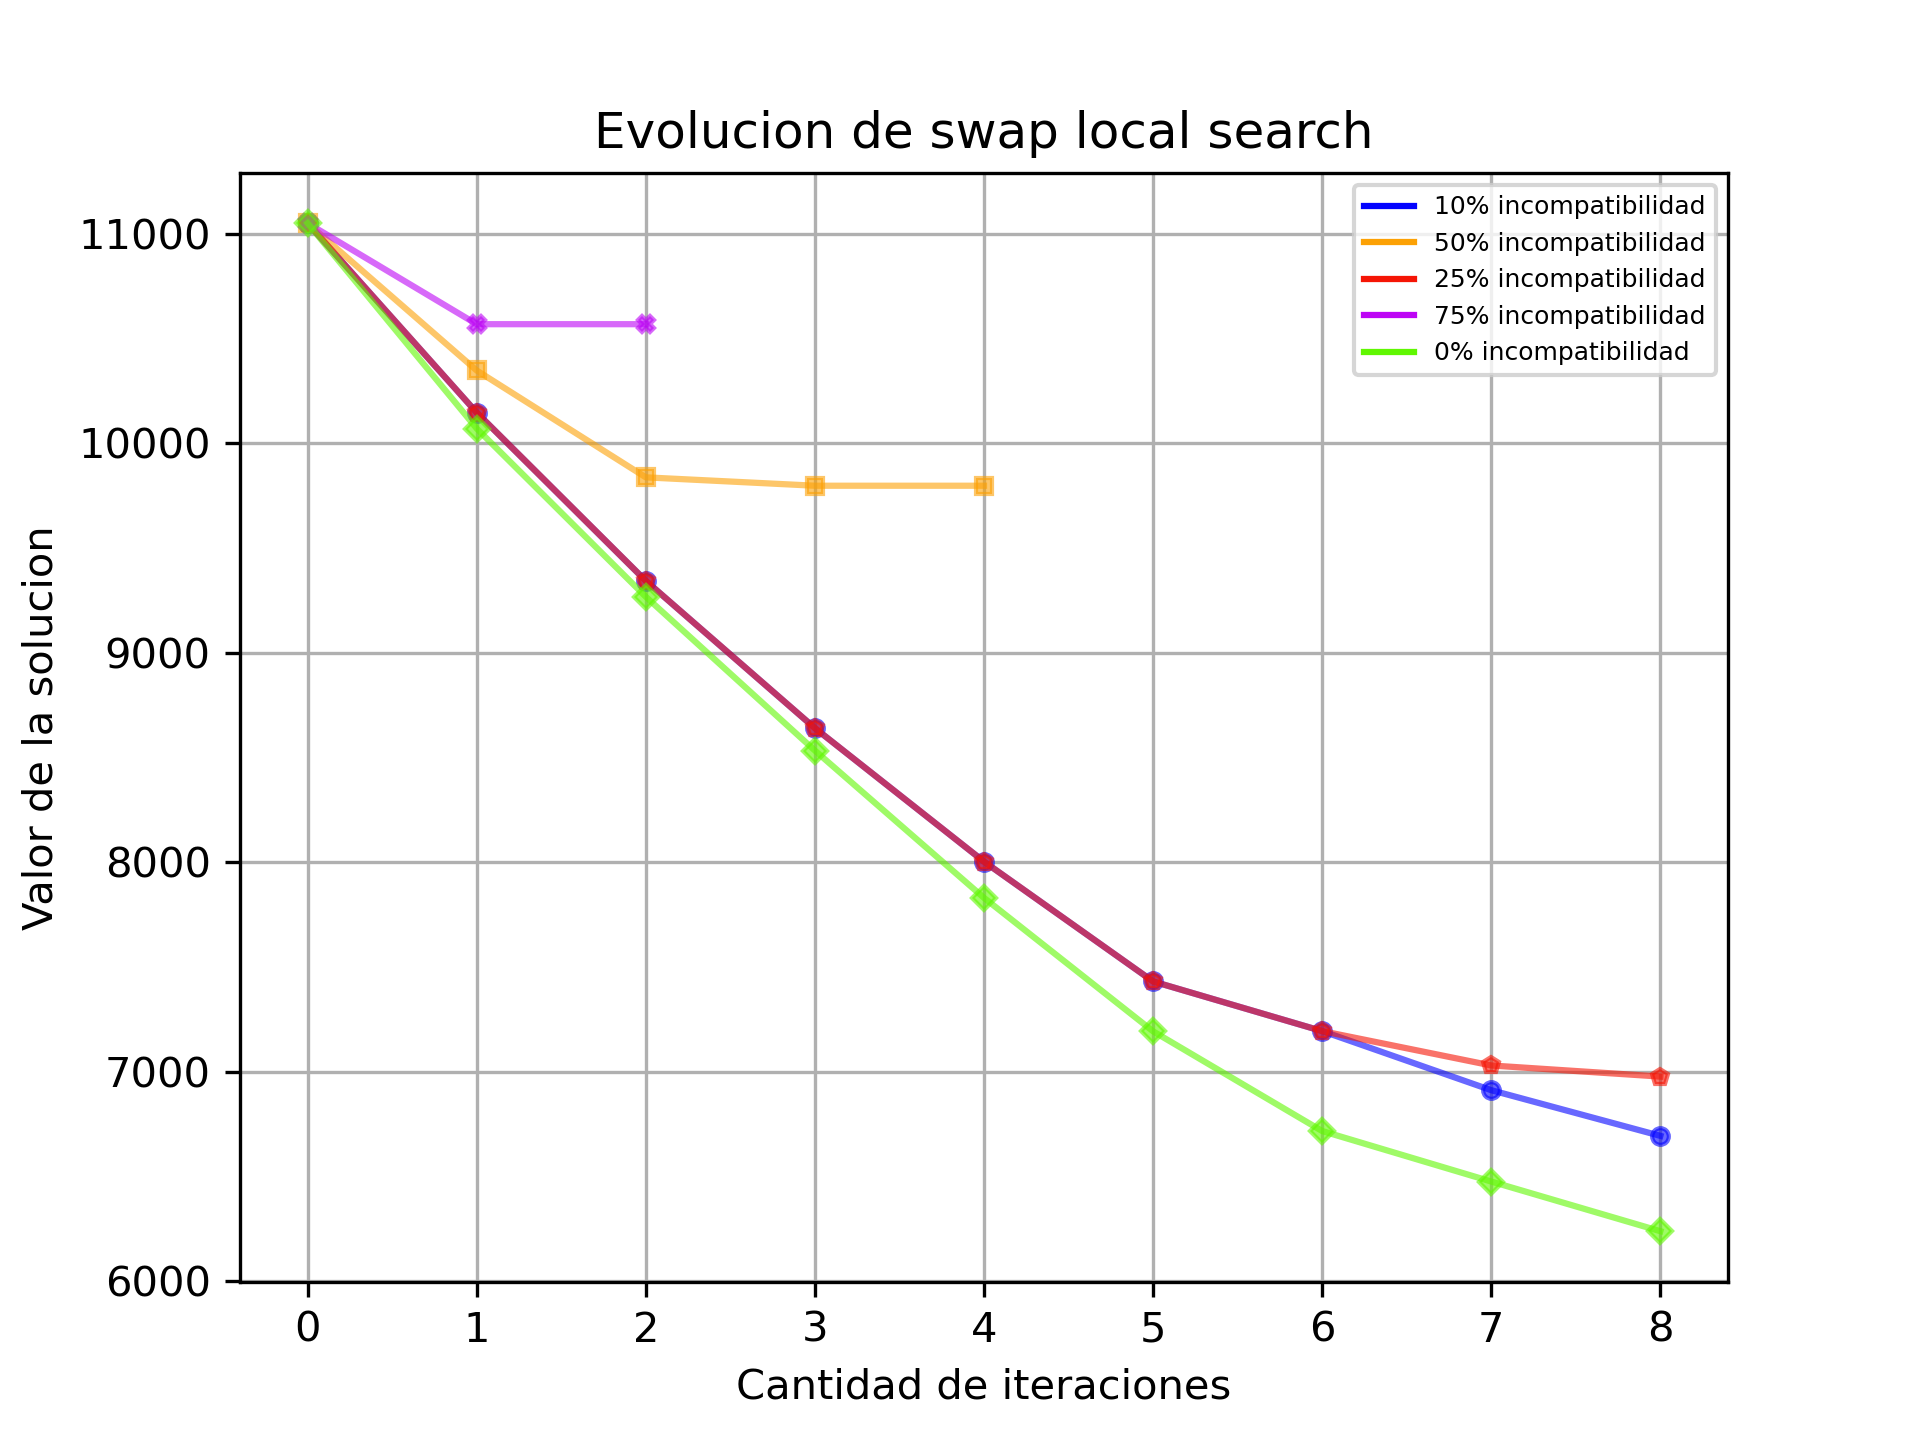 Evolucion de swap local search
10% incompatibilidad
50% incompatibilidad
25% incompatibilidad
75% incompatibilidad
0% incompatibilidad
Valor de la solucion
11000
10000
9000
8000
7000
6000
0 1 2 3 4 5 6 7 8
Cantidad de iteraciones